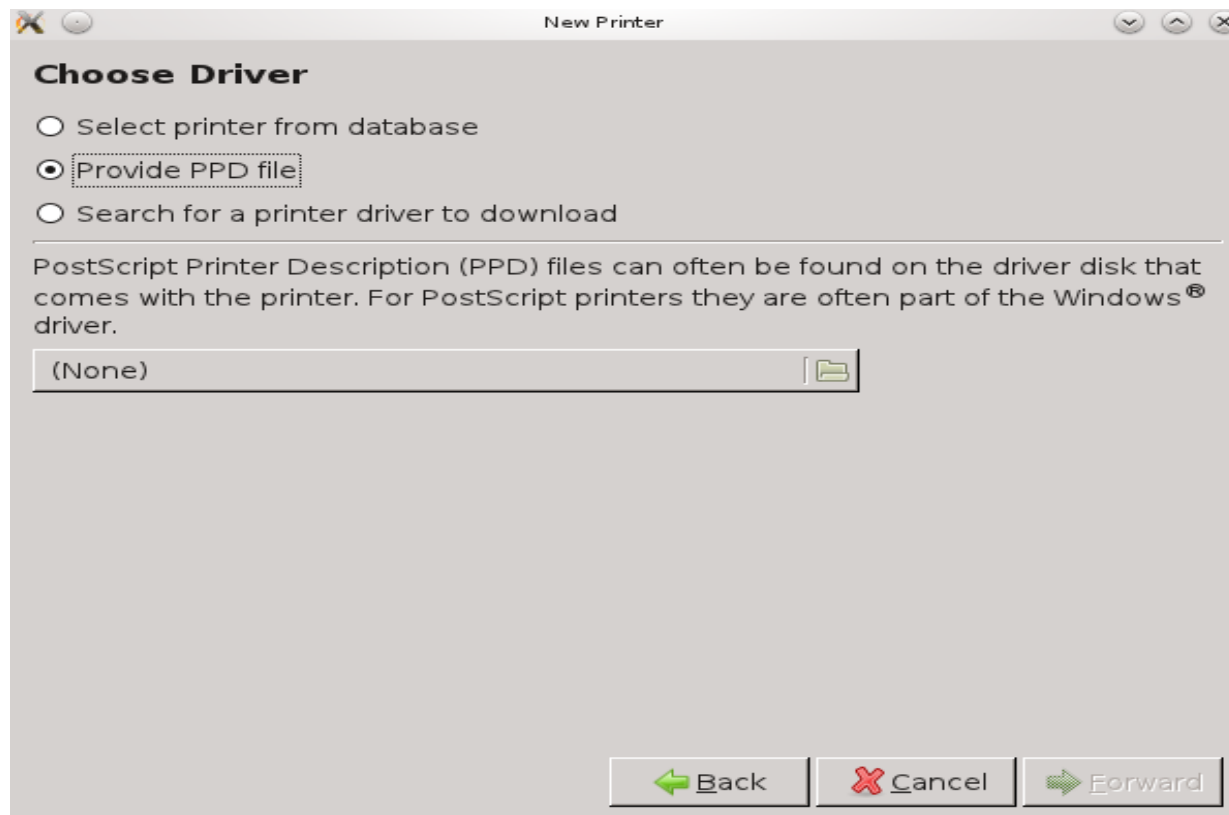 New Printer
Choose Driver
Select printer from database
Provide PPD file
Search for a printer driver to download
PostScript Printer Description (PPD) files can often be found on the driver disk that
comes with the printer. For PostScript printers they are often part of the Windows®
driver.
(None)
Back Cancel Forward